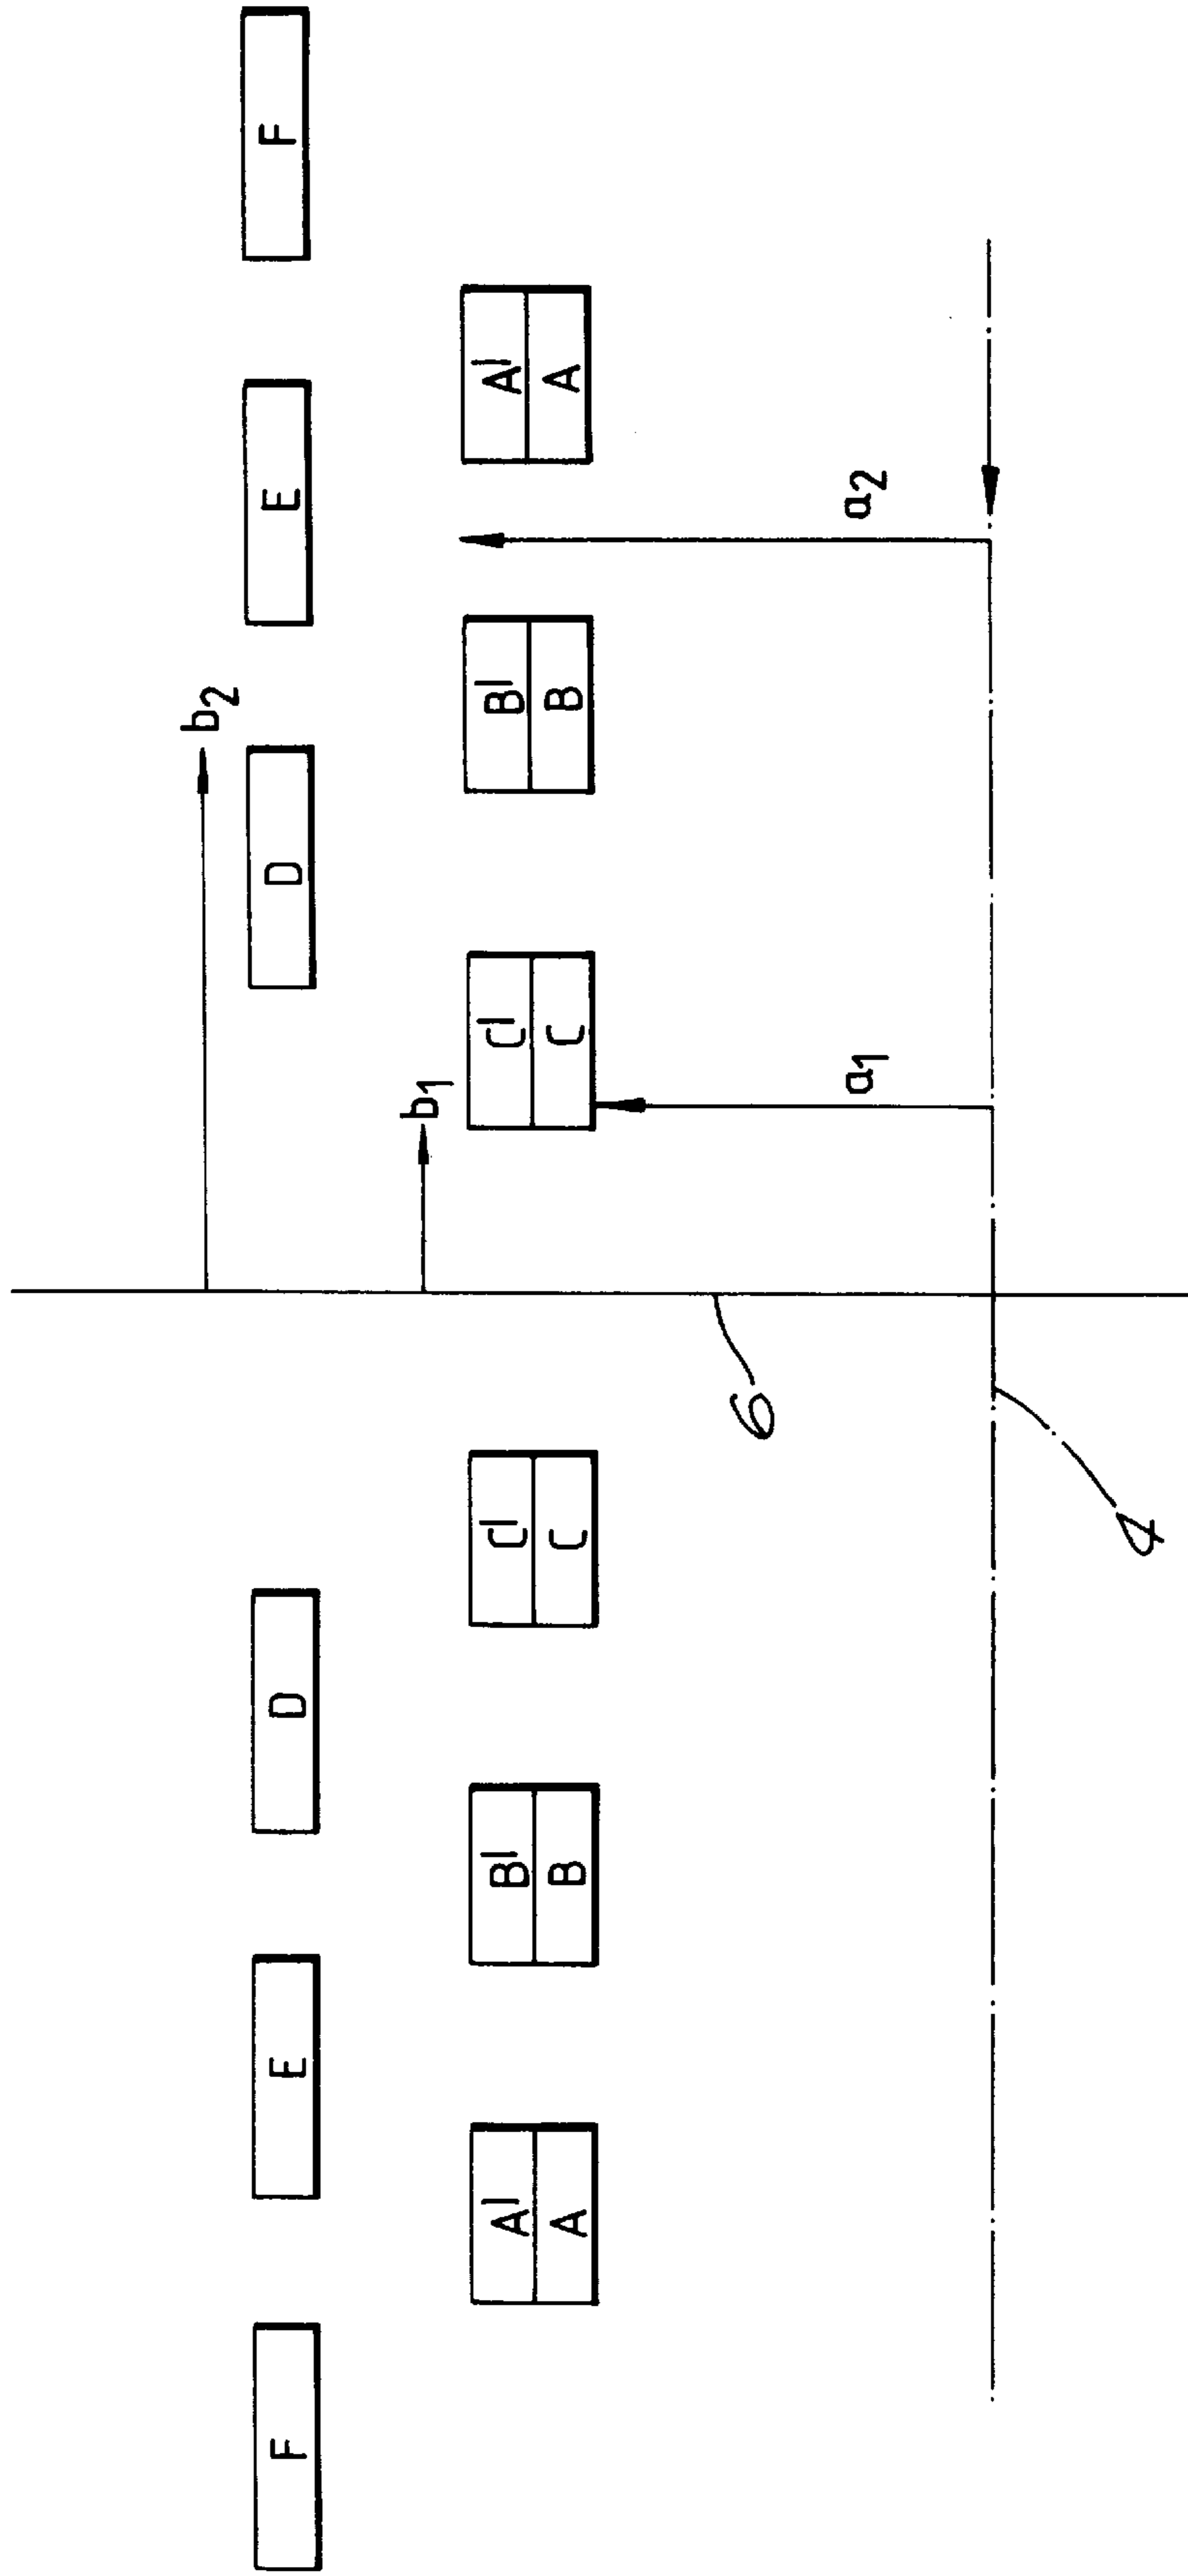 b₂
F E D D E F
b₁
A' B' C' C' B' A'
A B C C B A
6
a₁ a₂
4